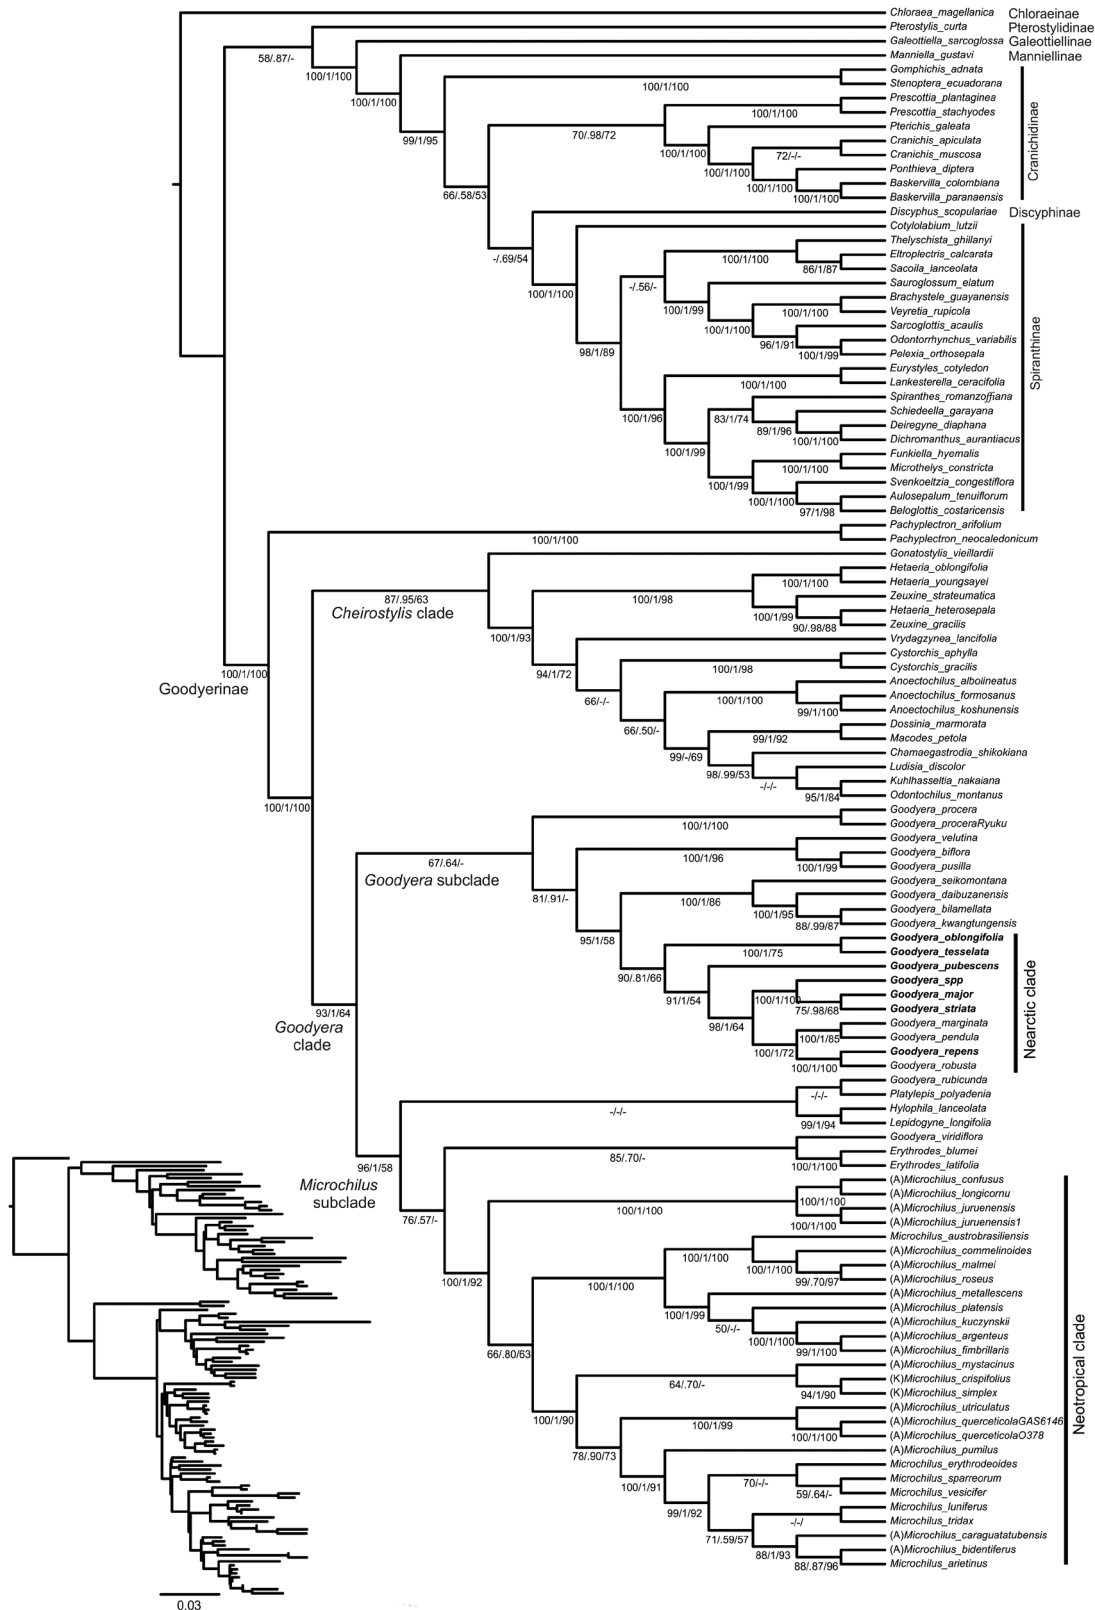 Chloraea_magellanica Chloraeinae
Pterostylis_curta Pterostylidinae
58/.87/-
Galeottiella_sarcoglossa Galeottiellinae
100/1/100
Manniella_gustavi Manniellinae
100/1/100
Gomphichis_adnata
Stenoptera_ecuadorana
100/1/100
99/1/95
Prescottia_plantaginea
Prescottia_stachyodes
100/1/100
70/.98/72
Pterichis_galeata
100/1/100
Cranichis_apiculata
Cranichis_muscosa
72/-/-
100/1/100
Ponthieva_diptera
100/1/100
Baskervilla_colombiana
Baskervilla_paranaensis
100/1/100
Cranichidinae
66/.58/53
Discyphus_scopulariae Discyphinae
-/.69/54
Cotylolabium_lutzii
100/1/100
Thelyschista_ghillanyi
100/1/100
Eltroplectris_calcarata
Sacoila_lanceolata
86/1/87
-/.56/-
Sauroglossum_elatum
100/1/99
Brachystele_guayanensis
Veyretia_rupicola
100/1/100
100/1/100
Sarcoglottis_acaulis
96/1/91
Odontorrhynchus_variabilis
Pelexia_orthosepala
100/1/99
98/1/89
Eurystyles_cotyledon
Lankesterella_ceracifolia
100/1/100
100/1/96
Spiranthes_romanzoffiana
83/1/74
Schiedeella_garayana
89/1/96
Deiregyne_diaphana
Dichromanthus_aurantiacus
100/1/100
100/1/99
Funkiella_hyemalis
Microthelys_constricta
100/1/100
100/1/99
Svenkoeltzia_congestiflora
100/1/100
Aulosepalum_tenuiflorum
Beloglottis_costaricensis
97/1/98
Spiranthinae
Pachyplectron_arifolium
Pachyplectron_neocaledonicum
100/1/100
Gonatostylis_vieillardii
87/.95/63
Cheirostylis clade
Hetaeria_oblongifolia
Hetaeria_youngsayei
100/1/100
100/1/98
Zeuxine_strateumatica
100/1/99
Hetaeria_heterosepala
Zeuxine_gracilis
90/.98/88
100/1/93
Vrydagzynea_lancifolia
94/1/72
Cystorchis_aphylla
Cystorchis_gracilis
100/1/98
66/-/-
Anoectochilus_albolineatus
100/1/100
Anoectochilus_formosanus
Anoectochilus_koshunensis
99/1/100
66/.50/-
Dossinia_marmorata
Macodes_petola
99/1/92
99/-/69
Chamaegastrodia_shikokiana
98/.99/53
Ludisia_discolor
-/-/-
Kuhlhasseltia_nakaiana
Odontochilus_montanus
95/1/84
100/1/100
Goodyerinae
100/1/100
Goodyera_procera
Goodyera_proceraRyuku
100/1/100
67/.64/-
Goodyera subclade
Goodyera_velutina
100/1/96
Goodyera_biflora
Goodyera_pusilla
100/1/99
81/.91/-
Goodyera_seikomontana
100/1/86
Goodyera_daibuzanensis
100/1/95
Goodyera_bilamellata
Goodyera_kwangtungensis
88/.99/87
95/1/58
Goodyera_oblongifolia
Goodyera_tesselata
100/1/75
90/.81/66
Goodyera_pubescens
91/1/54
Goodyera_spp
100/1/100
Goodyera_major
Goodyera_striata
75/.98/68
98/1/64
Goodyera_marginata
Goodyera_pendula
100/1/85
100/1/72
Goodyera_repens
Goodyera_robusta
100/1/100
Nearctic clade
93/1/64
Goodyera
clade
Goodyera_rubicunda
Platylepis_polyadenia
-/-/-
-/-/-
Hylophila_lanceolata
Lepidogyne_longifolia
99/1/94
96/1/58
Microchilus
subclade
Goodyera_viridiflora
85/.70/-
Erythrodes_blumei
Erythrodes_latifolia
100/1/100
76/.57/-
(A)Microchilus_confusus
(A)Microchilus_longicornu
100/1/100
100/1/100
(A)Microchilus_juruenensis
(A)Microchilus_juruenensis1
100/1/100
100/1/92
Microchilus_austrobrasiliensis
100/1/100
(A)Microchilus_commelinoides
100/1/100
(A)Microchilus_malmei
(A)Microchilus_roseus
99/.70/97
100/1/100
(A)Microchilus_metallescens
100/1/99
(A)Microchilus_platensis
50/-/-
(A)Microchilus_kuczynskii
100/1/100
(A)Microchilus_argenteus
(A)Microchilus_fimbrillaris
99/1/100
66/.80/63
(A)Microchilus_mystacinus
64/.70/-
(K)Microchilus_crispifolius
(K)Microchilus_simplex
94/1/90
100/1/90
(A)Microchilus_utriculatus
100/1/99
(A)Microchilus_querceticolaGAS6146
(A)Microchilus_querceticolaO378
100/1/100
78/.90/73
(A)Microchilus_pumilus
100/1/91
Microchilus_erythrodeoides
70/-/-
Microchilus_sparreorum
Microchilus_vesicifer
59/.64/-
99/1/92
Microchilus_luniferus
Microchilus_tridax
-/-/
71/.59/57
(A)Microchilus_caraguatatubensis
88/1/93
(A)Microchilus_bidentiferus
Microchilus_arietinus
88/.87/96
Neotropical clade
0.03